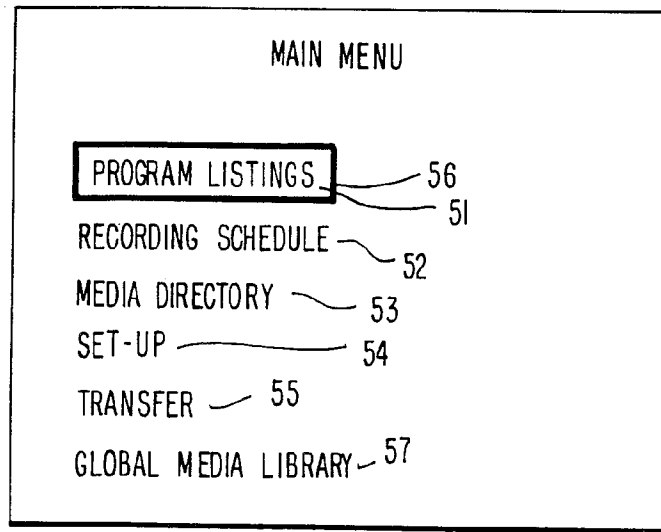 MAIN MENU
PROGRAM LISTINGS 56
51
RECORDING SCHEDULE 52
MEDIA DIRECTORY 53
SET-UP 54
TRANSFER 55
GLOBAL MEDIA LIBRARY 57